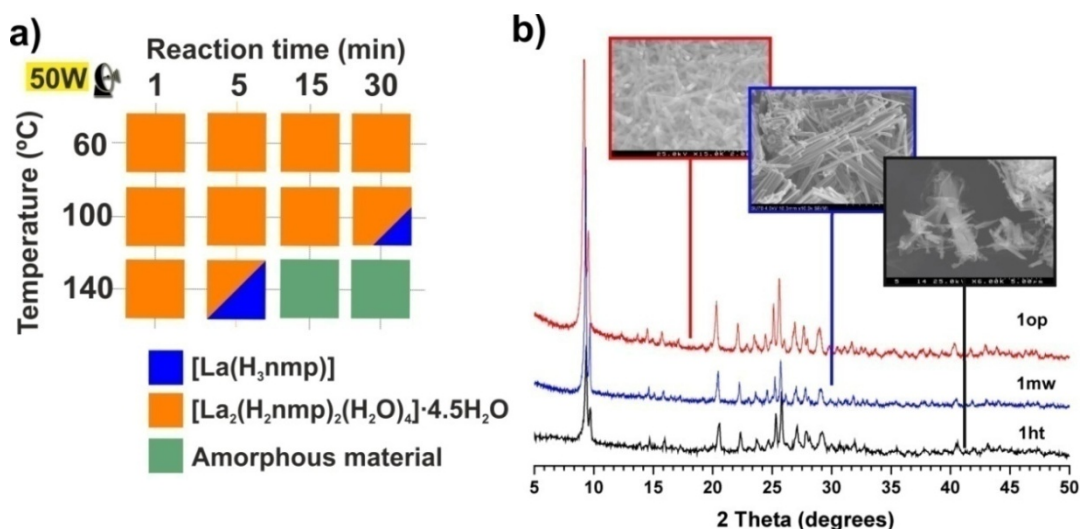 a)
Reaction time (min)
50W
1 5 15 30
Temperature (ºC)
60
100
140
[La(H₃nmp)]
[La₂(H₂nmp)₂(H₂O)₄]·4.5H₂O
Amorphous material
b)
1op
1mw
1ht
5 10 15 20 25 30 35 40 45 50
2 Theta (degrees)